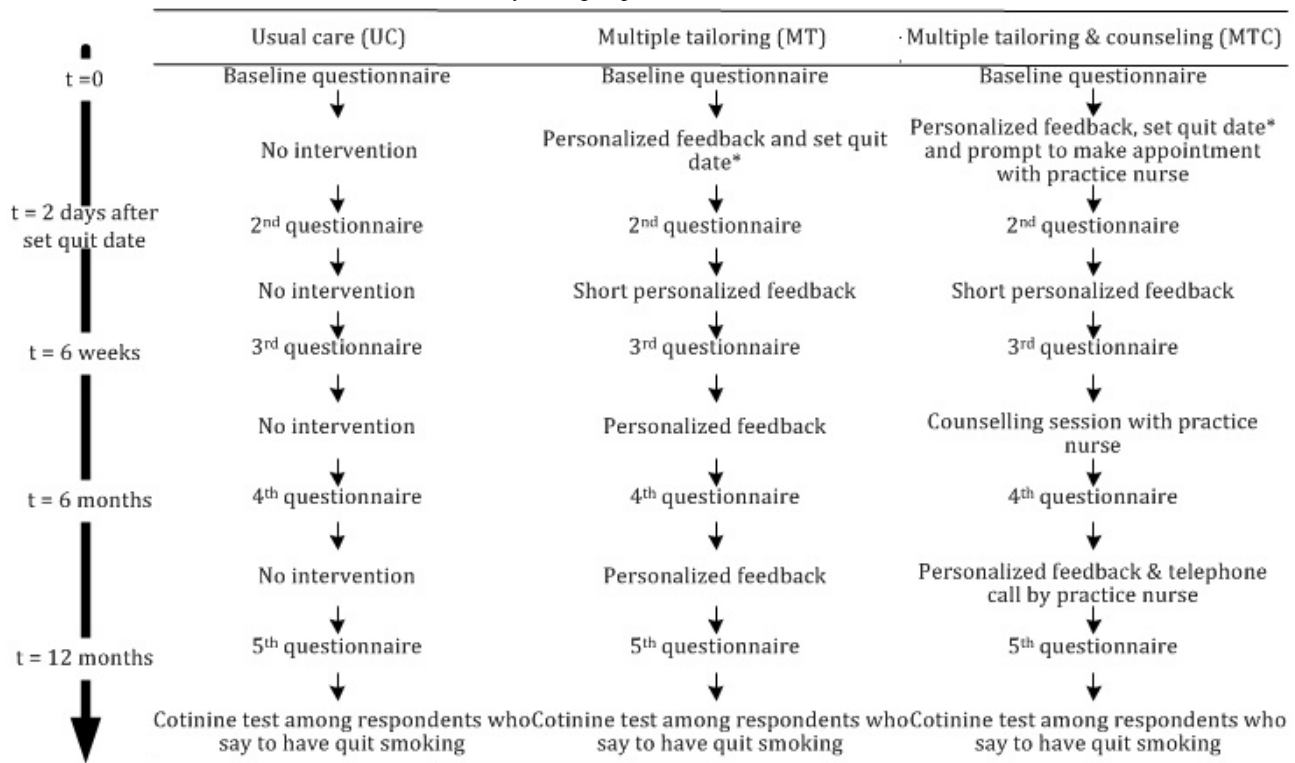 Usual care (UC) Multiple tailoring (MT) Multiple tailoring & counseling (MTC)
t =0 Baseline questionnaire Baseline questionnaire Baseline questionnaire
No intervention Personalized feedback and set quit date* Personalized feedback, set quit date* and prompt to make appointment with practice nurse
t = 2 days after set quit date 2nd questionnaire 2nd questionnaire 2nd questionnaire
No intervention Short personalized feedback Short personalized feedback
t = 6 weeks 3rd questionnaire 3rd questionnaire 3rd questionnaire
No intervention Personalized feedback Counselling session with practice nurse
t = 6 months 4th questionnaire 4th questionnaire 4th questionnaire
No intervention Personalized feedback Personalized feedback & telephone call by practice nurse
t = 12 months 5th questionnaire 5th questionnaire 5th questionnaire
Cotinine test among respondents who say to have quit smoking Cotinine test among respondents who say to have quit smoking Cotinine test among respondents who say to have quit smoking